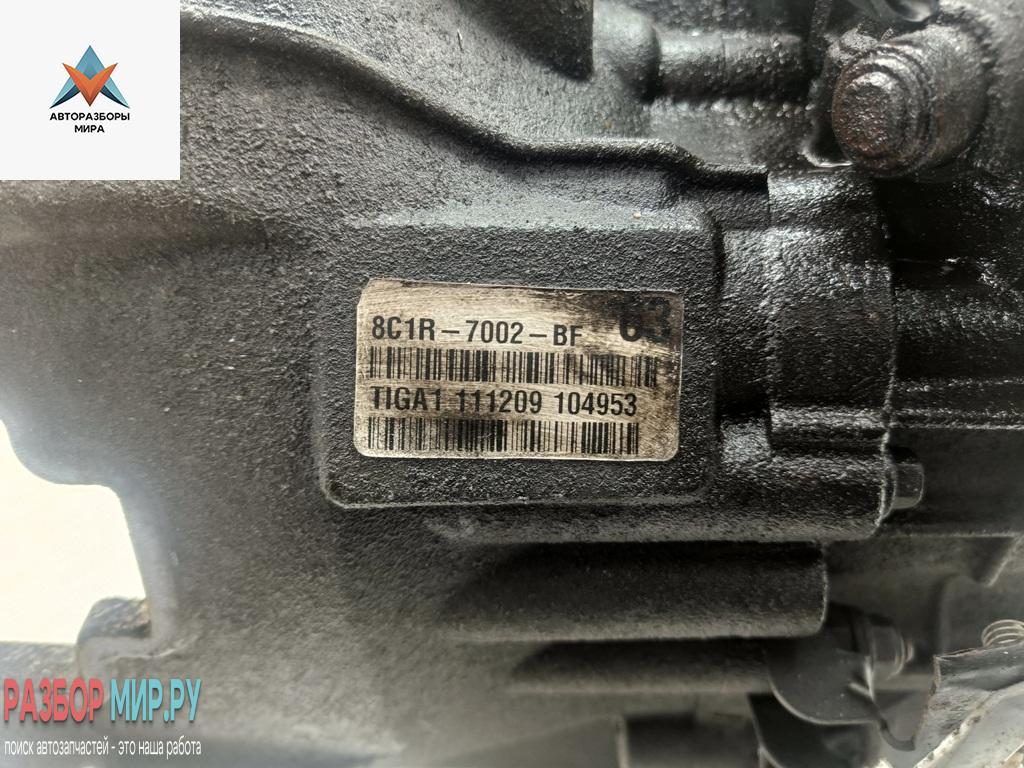 АВТОРАЗБОРЫ
МИРА
63
8C1R-7002-BF
TIGA1 111209 104953
РАЗБОР МИР.РУ
поиск автозапчастей - это наша работа